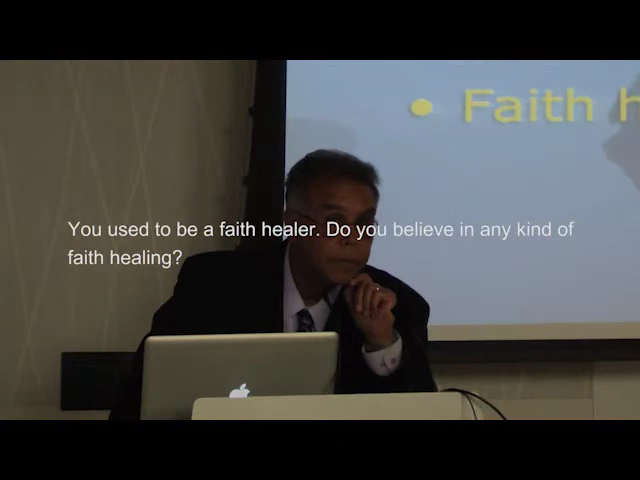 • Faith h
You used to be a faith healer. Do you believe in any kind of
faith healing?